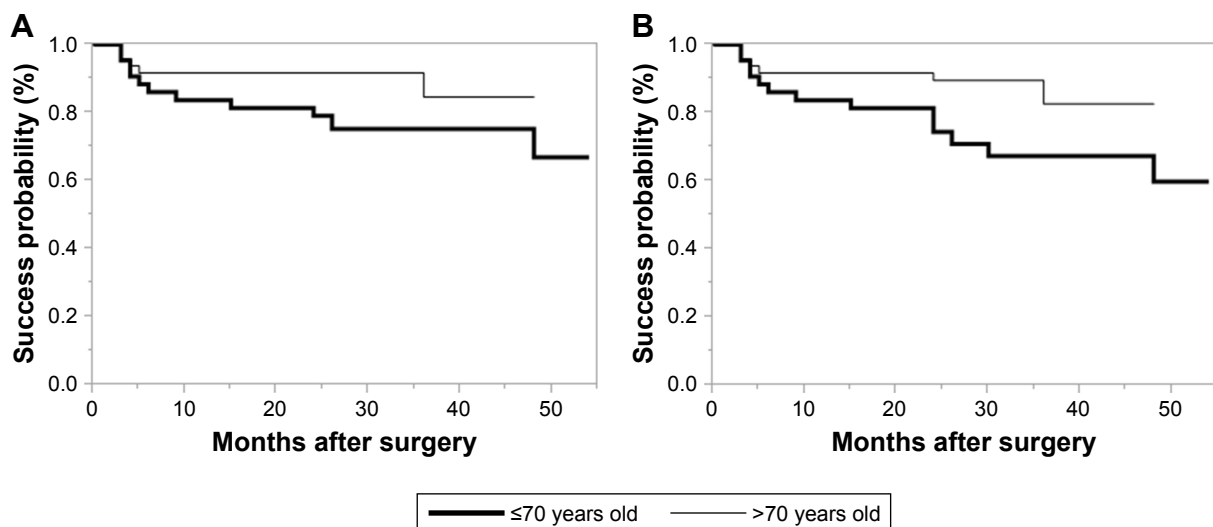 A
Success probability (%)
1.0
0.8
0.6
0.4
0.2
0.0
0 10 20 30 40 50
Months after surgery
B
Success probability (%)
1.0
0.8
0.6
0.4
0.2
0.0
0 10 20 30 40 50
Months after surgery
≤70 years old >70 years old